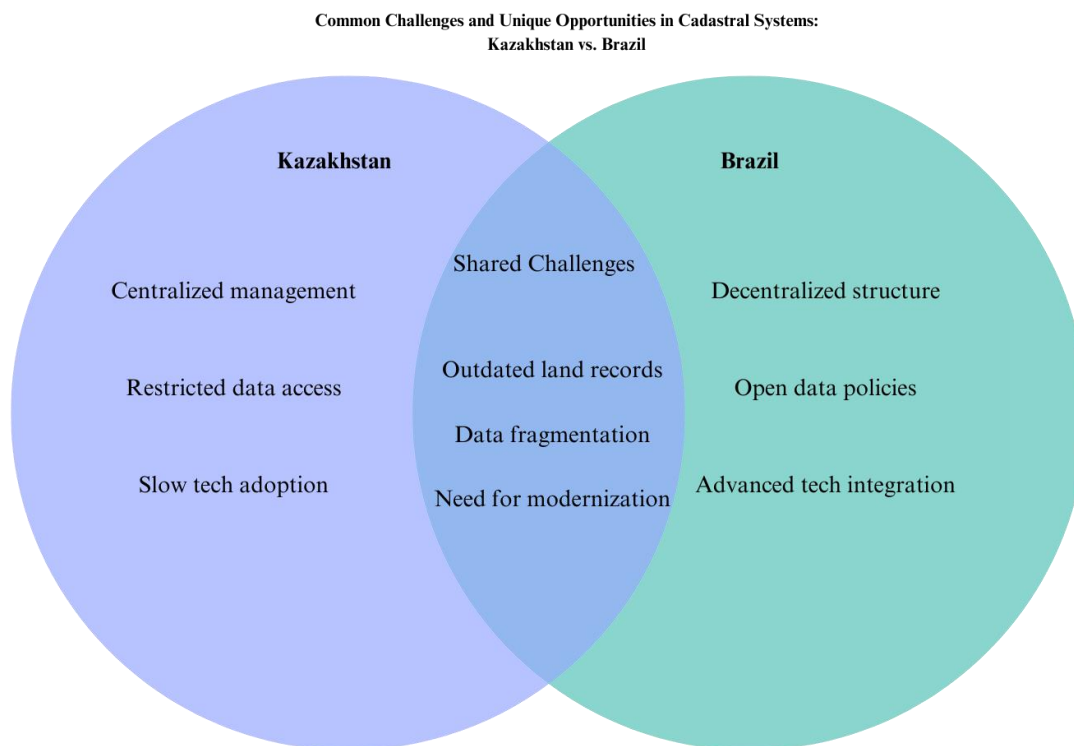 Common Challenges and Unique Opportunities in Cadastral Systems:
Kazakhstan vs. Brazil
Kazakhstan
Centralized management
Restricted data access
Slow tech adoption
Shared Challenges
Outdated land records
Data fragmentation
Need for modernization
Brazil
Decentralized structure
Open data policies
Advanced tech integration